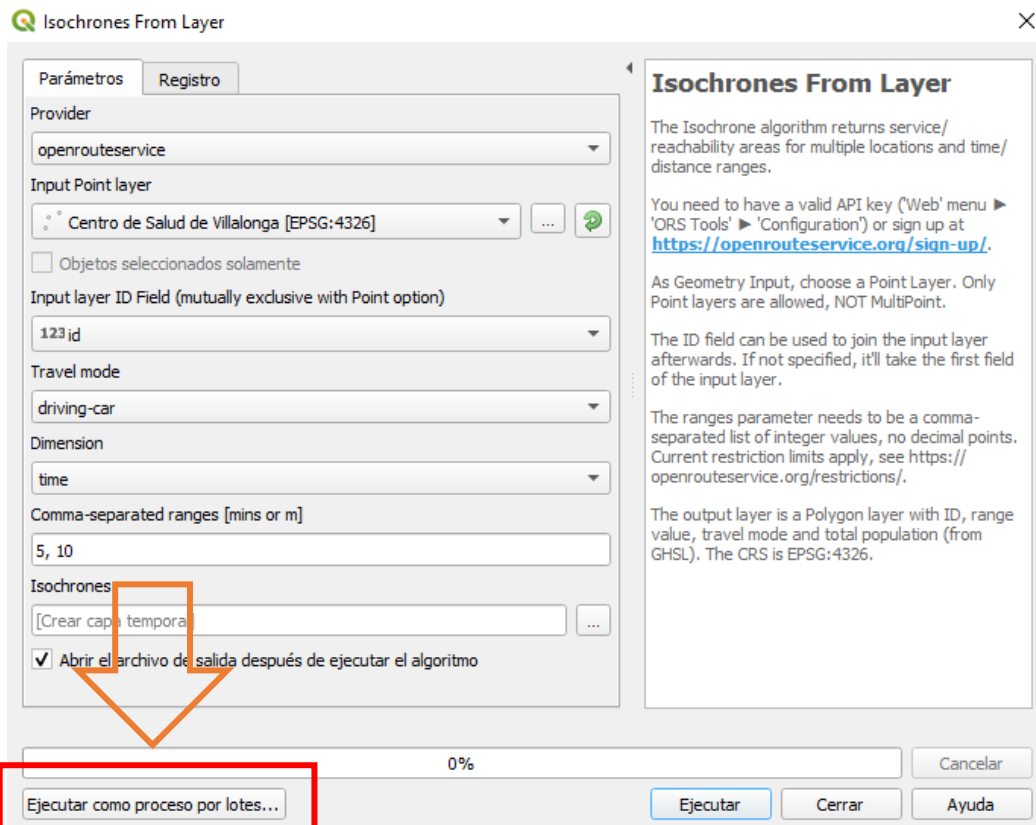 Isochrones From Layer
Parámetros
Registro
Provider
openrouteservice
Input Point layer
Centro de Salud de Villalonga [EPSG:4326]
...
Objetos seleccionados solamente
Input layer ID Field (mutually exclusive with Point option)
123 id
Travel mode
driving-car
Dimension
time
Comma-separated ranges [mins or m]
5, 10
Isochrones
[Crear capa temporal]
...
Abrir el archivo de salida después de ejecutar el algoritmo
Isochrones From Layer
The Isochrone algorithm returns service/
reachability areas for multiple locations and time/
distance ranges.
You need to have a valid API key ('Web' menu ►
'ORS Tools' ► 'Configuration') or sign up at
https://openrouteservice.org/sign-up/.
As Geometry Input, choose a Point Layer. Only
Point layers are allowed, NOT MultiPoint.
The ID field can be used to join the input layer
afterwards. If not specified, it'll take the first field
of the input layer.
The ranges parameter needs to be a comma-
separated list of integer values, no decimal points.
Current restriction limits apply, see https://
openrouteservice.org/restrictions/.
The output layer is a Polygon layer with ID, range
value, travel mode and total population (from
GHSL). The CRS is EPSG:4326.
0%
Cancelar
Ejecutar como proceso por lotes...
Ejecutar
Cerrar
Ayuda